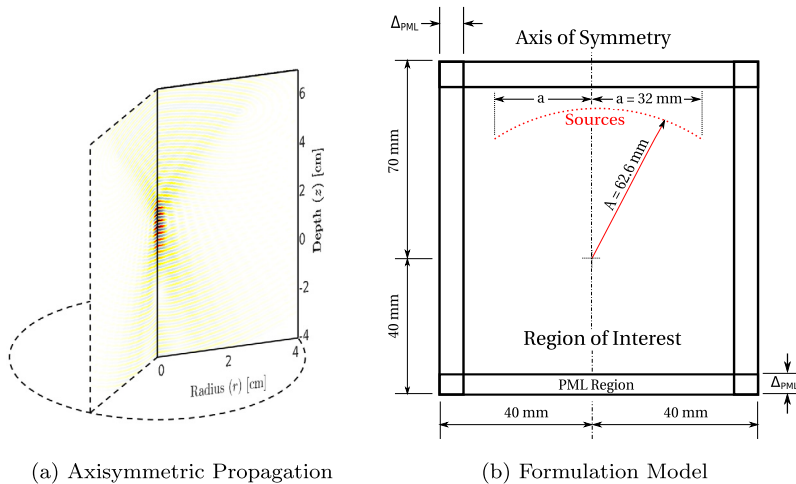 6
4
2
0
-2
-4
Depth (z) [cm]
0
2
4
Radius (r) [cm]
(a) Axisymmetric Propagation
ΔPML
Axis of Symmetry
a
a = 32 mm
Sources
A = 62.6 mm
70 mm
40 mm
Region of Interest
PML Region
ΔPML
40 mm
40 mm
(b) Formulation Model